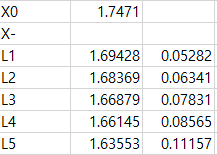 X0 1.7471
X-
L1 1.69428 0.05282
L2 1.68369 0.06341
L3 1.66879 0.07831
L4 1.66145 0.08565
L5 1.63553 0.11157